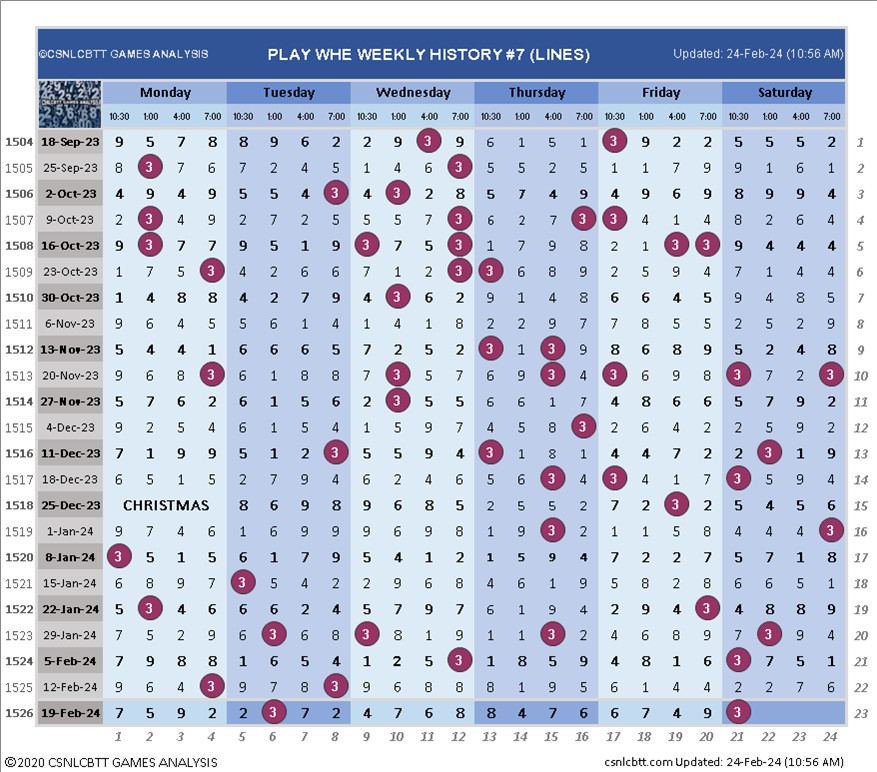 ©CSNLCBTT GAMES ANALYSIS PLAY WHE WEEKLY HISTORY #7 (LINES) Updated: 24-Feb-24 (10:56 AM)
Monday Tuesday Wednesday Thursday Friday Saturday
10:30 1:00 4:00 7:00 10:30 1:00 4:00 7:00 10:30 1:00 4:00 7:00 10:30 1:00 4:00 7:00 10:30 1:00 4:00 7:00 10:30 1:00 4:00 7:00
1504 18-Sep-23 9 5 7 8 8 9 6 2 2 9 3 9 6 1 5 1 3 9 2 2 5 5 5 2 1
1505 25-Sep-23 8 3 7 6 7 2 4 5 1 4 6 3 5 5 2 5 1 1 7 9 9 1 6 1 2
1506 2-Oct-23 4 9 4 9 5 5 4 3 4 3 2 8 5 7 4 9 4 9 6 9 8 9 9 4 3
1507 9-Oct-23 2 3 4 9 2 7 2 5 5 5 7 3 6 2 7 3 3 4 1 4 8 2 6 4 4
1508 16-Oct-23 9 3 7 7 9 5 1 9 3 7 5 3 1 7 9 8 2 1 3 3 9 4 4 4 5
1509 23-Oct-23 1 7 5 3 4 2 6 6 7 1 2 3 3 6 8 9 2 5 9 4 7 1 4 4 6
1510 30-Oct-23 1 4 8 8 4 2 7 9 4 3 6 2 9 1 4 8 6 6 4 5 9 4 8 5 7
1511 6-Nov-23 9 6 4 5 5 6 1 4 1 4 1 8 2 2 9 7 7 8 5 5 2 5 2 9 8
1512 13-Nov-23 5 4 4 1 6 6 6 5 7 2 5 2 3 1 3 9 8 6 8 9 5 2 4 8 9
1513 20-Nov-23 9 6 8 3 6 1 8 8 7 3 5 7 6 9 3 4 3 6 9 8 3 7 2 3 10
1514 27-Nov-23 5 7 6 2 6 1 5 6 2 3 5 5 6 6 1 7 4 8 6 6 5 7 9 2 11
1515 4-Dec-23 9 2 5 4 6 1 5 4 1 5 9 7 4 5 8 3 2 6 4 2 2 5 9 2 12
1516 11-Dec-23 7 1 9 9 5 1 2 3 5 5 9 4 3 1 8 1 4 4 7 2 2 3 1 9 13
1517 18-Dec-23 6 5 1 5 2 7 9 4 6 2 4 6 5 6 3 4 3 4 1 7 3 5 9 4 14
1518 25-Dec-23 CHRISTMAS 8 6 9 8 9 6 8 5 2 5 5 2 7 2 3 2 5 4 5 6 15
1519 1-Jan-24 9 7 4 6 1 6 9 9 9 6 9 8 1 9 3 2 1 1 5 8 4 4 4 3 16
1520 8-Jan-24 3 5 1 5 6 1 7 9 5 4 1 2 1 5 9 4 7 2 2 7 5 7 1 8 17
1521 15-Jan-24 6 8 9 7 3 5 4 2 2 9 6 8 4 6 1 9 5 8 2 8 6 6 5 1 18
1522 22-Jan-24 5 3 4 6 6 6 2 4 5 7 9 7 6 1 9 4 2 9 4 3 4 8 8 9 19
1523 29-Jan-24 7 5 2 9 6 3 6 8 3 8 1 9 1 1 3 2 4 6 8 9 7 3 9 4 20
1524 5-Feb-24 7 9 8 8 1 6 5 4 1 2 5 3 1 8 5 9 4 8 1 6 3 7 5 1 21
1525 12-Feb-24 9 6 4 3 9 7 8 3 9 6 8 8 8 1 9 5 6 1 4 4 2 2 7 6 22
1526 19-Feb-24 7 5 9 2 2 3 7 2 4 7 6 8 8 4 7 6 6 7 4 9 3 23
1 2 3 4 5 6 7 8 9 10 11 12 13 14 15 16 17 18 19 20 21 22 23 24
©2020 CSNLCBTT GAMES ANALYSIS csnlcbtt.com Updated: 24-Feb-24 (10:56 AM)